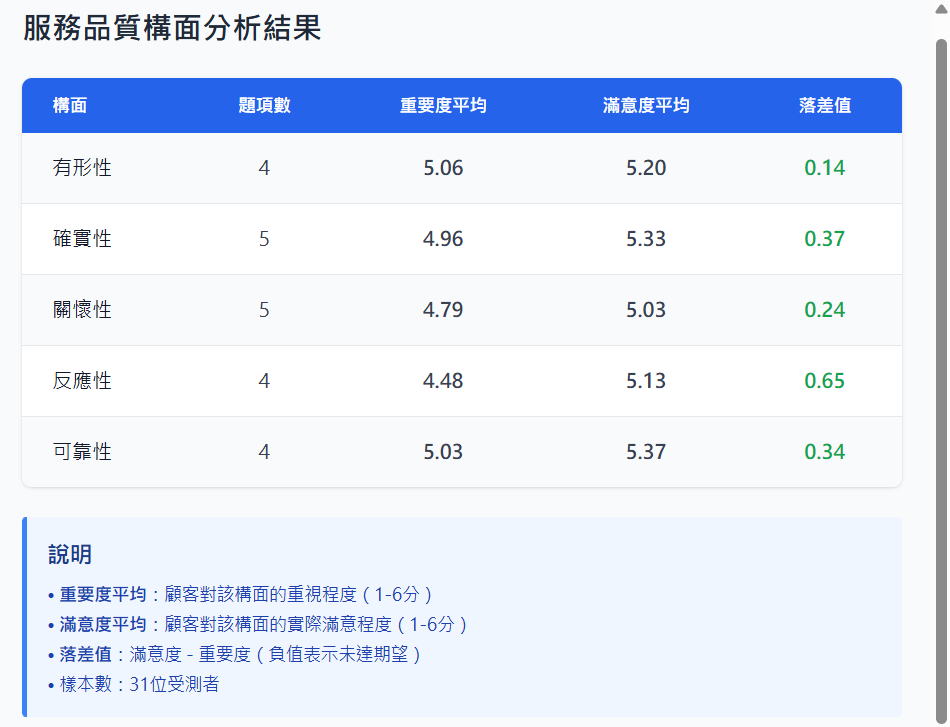 服務品質構面分析結果
構面 題項數 重要度平均 滿意度平均 落差值
有形性 4 5.06 5.20 0.14
確實性 5 4.96 5.33 0.37
關懷性 5 4.79 5.03 0.24
反應性 4 4.48 5.13 0.65
可靠性 4 5.03 5.37 0.34
說明
• 重要度平均：顧客對該構面的重視程度（1-6分）
• 滿意度平均：顧客對該構面的實際滿意程度（1-6分）
• 落差值：滿意度 - 重要度（負值表示未達期望）
• 樣本數：31位受測者